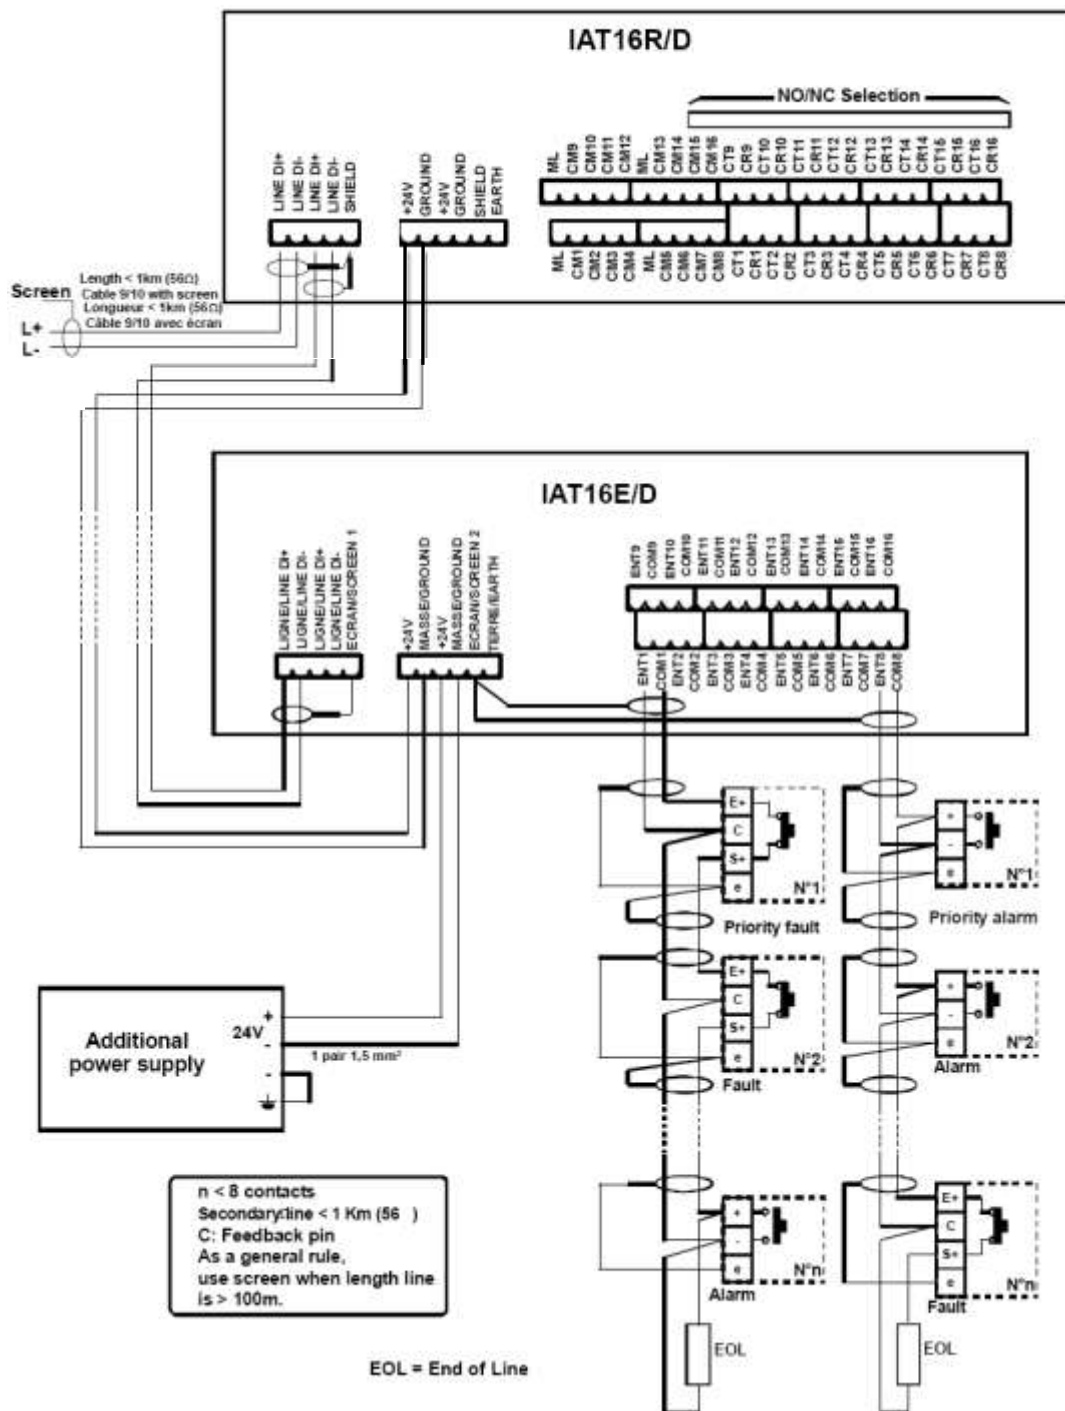 IAT16R/D
NO/NC Selection
LINE DI+
LINE DI-
LINE DI+
LINE DI-
SHIELD
+24V
GROUND
+24V
GROUND
SHIELD
EARTH
ML
CM9
CM10
CM11
CM12
ML
CM13
CM14
CM15
CM16
CT9
CR9
CT10
CR10
CT11
CR11
CT12
CR12
CT13
CR13
CT14
CR14
CT15
CR15
CT16
CR16
ML
CM1
CM2
CM3
CM4
ML
CM5
CM6
CM7
CM8
CT1
CR1
CT2
CR2
CT3
CR3
CT4
CR4
CT5
CR5
CT6
CR6
CT7
CR7
CT8
CR8
Length < 1km (56Ω)
Screen
Cable 9/10 with screen
Longueur < 1km (56Ω)
Câble 9/10 avec écran
L+
L-
IAT16E/D
LIGNE/LINE DI+
LIGNE/LINE DI-
LIGNE/LINE DI+
LIGNE/LINE DI-
ECRAN/SCREEN 1
+24V
MASSE/GROUND
+24V
MASSE/GROUND
ECRAN/SCREEN 2
TERRE/EARTH
ENT9
COM9
ENT10
COM10
ENT11
COM11
ENT12
COM12
ENT13
COM13
ENT14
COM14
ENT15
COM15
ENT16
COM16
ENT1
COM1
ENT2
COM2
ENT3
COM3
ENT4
COM4
ENT5
COM5
ENT6
COM6
ENT7
COM7
ENT8
COM8
E+
C
S+
e
N°1
Priority fault
+
-
e
N°1
Priority alarm
E+
C
S+
e
N°2
Fault
+
-
e
N°2
Alarm
Additional
power supply
24V
+
-
-
1 pair 1,5 mm²
n < 8 contacts
Secondary:line < 1 Km (56 )
C: Feedback pin
As a general rule,
use screen when length line
is > 100m.
+
-
e
N°n
Alarm
EOL
E+
C
S+
e
N°n
Fault
EOL
EOL = End of Line